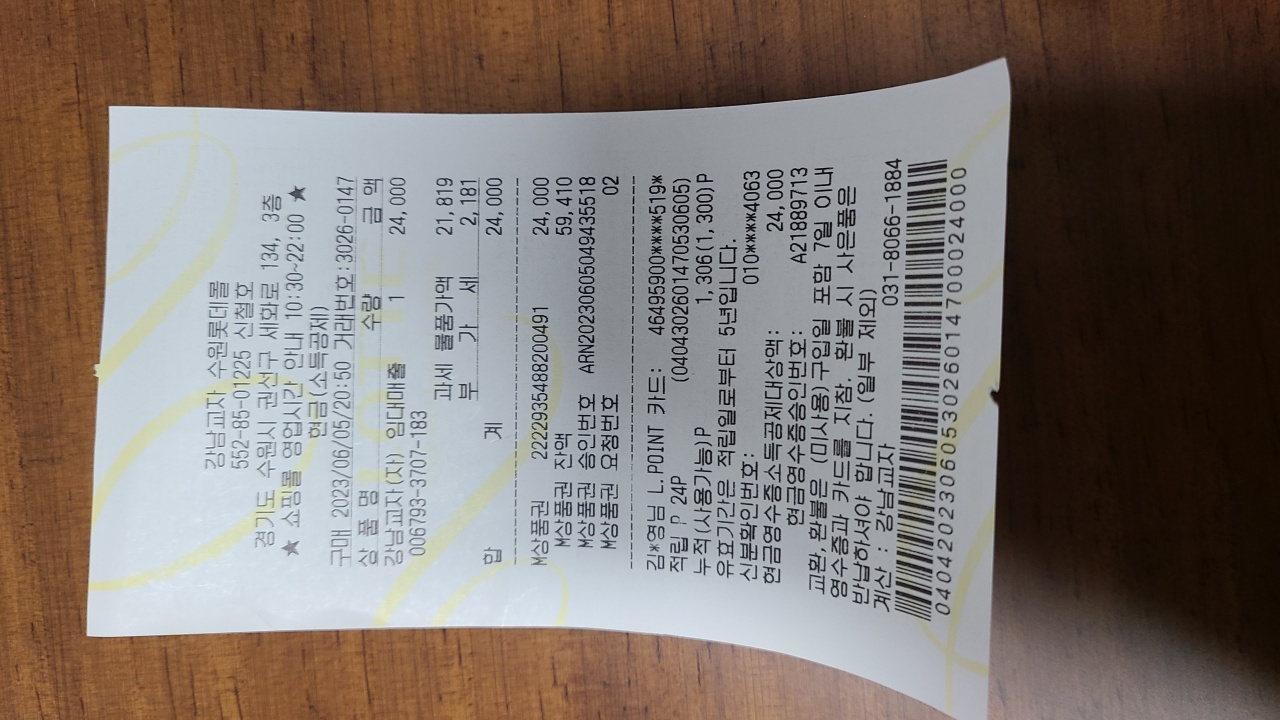 강남교자 수원롯데몰
552-85-01225 신철호
경기도 수원시 권선구 세화로 134, 3층
★ 쇼핑몰 영업시간 안내 10:30~22:00 ★
현금(소득공제)
구매 2023/06/05/20:50 거래번호:3026-0147
상 품 명 수량 금 액
강남교자(자) 임대매출 1 24,000
006793-3707-183
과세 물품가액 21,819
부 가 세 2,181
합 계 24,000
M상품권 2222935488200491 24,000
M상품권 잔액 59,410
M상품권 승인번호 ARN20230605049435518
M상품권 요청번호 02
김*영님 L.POINT 카드: 46495900****519*
적립 P 24P (040430260147053​0605)
누적(사용가능)P 1,306(1,300)P
유효기간은 적립일로부터 5년입니다.
신분확인번호: 010****4063
현금영수증소득공제대상액: 24,000
현금영수증승인번호: A21889713
교환, 환불은 (미사용)구입일 포함 7일 이내
영수증과 카드를 지참. 환불 시 사은품은
반납하셔야 합니다. (일부 제외)
계산 : 강남교자 031-8066-1884
0404202306053026014700024000